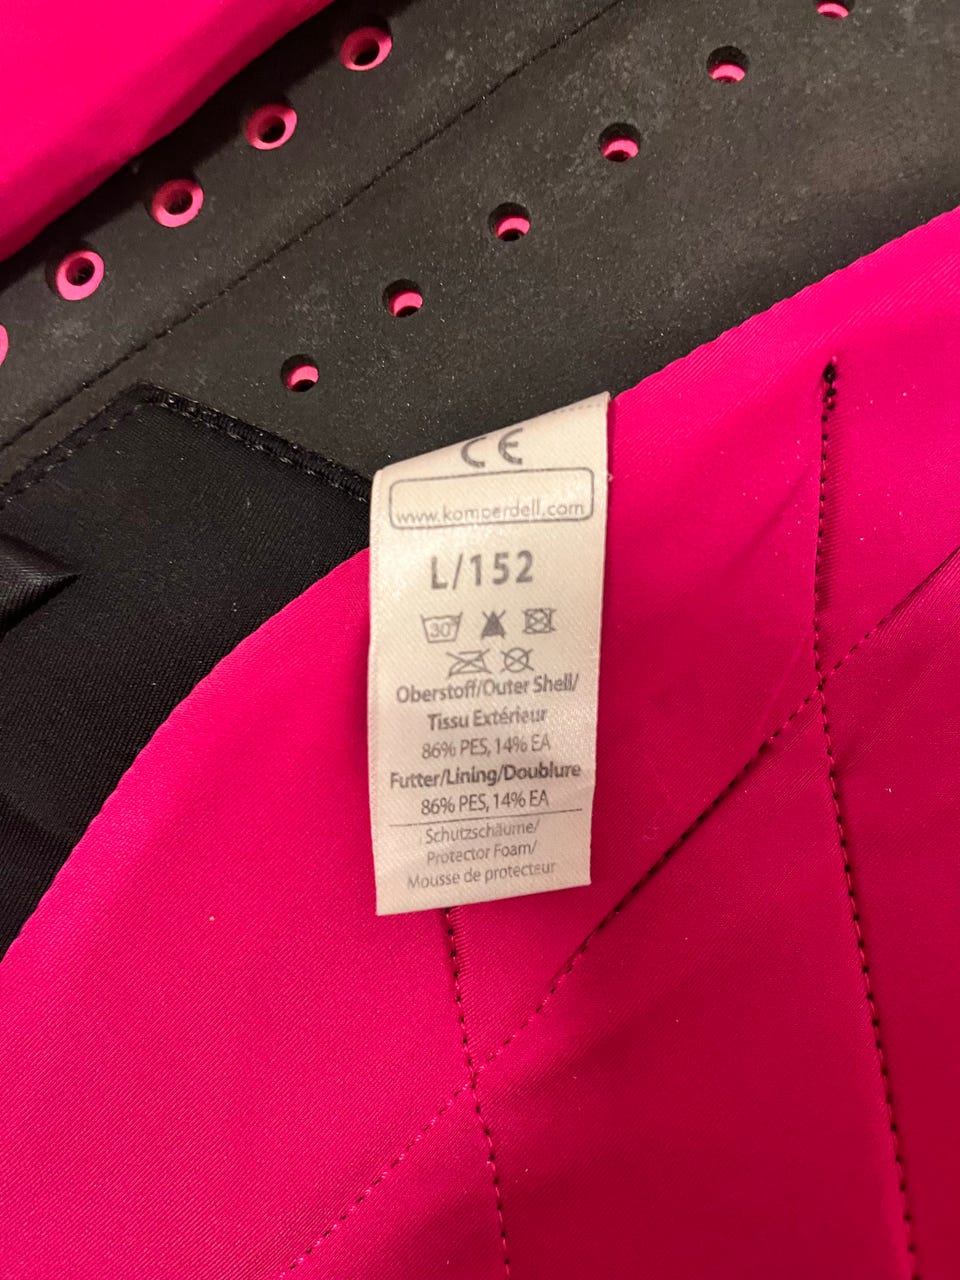 CE
www.komperdell.com
L/152
30°
Oberstoff/Outer Shell/
Tissu Extérieur
86% PES, 14% EA
Futter/Lining/Doublure
86% PES, 14% EA
Schutzschäume/
Protector Foam/
Mousse de protecteur